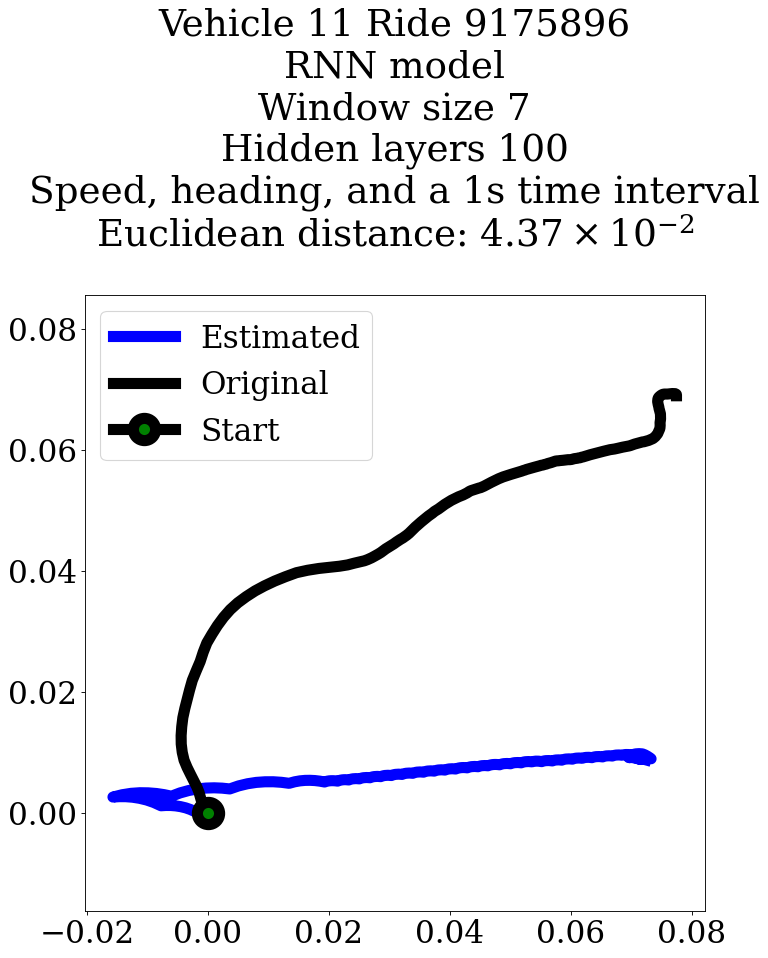 Vehicle 11 Ride 9175896
RNN model
Window size 7
Hidden layers 100
Speed, heading, and a 1s time interval
Euclidean distance: 4.37 × 10⁻²
Estimated
Original
Start
0.08
0.06
0.04
0.02
0.00
−0.02 0.00 0.02 0.04 0.06 0.08